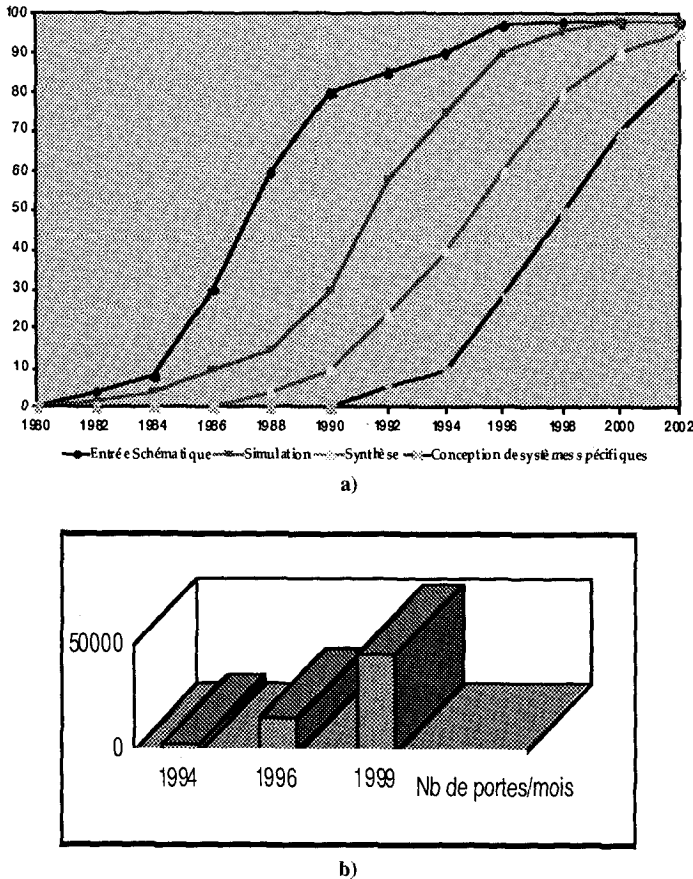 100
90
80
70
60
50
40
30
20
10
0
1980 1982 1984 1986 1988 1990 1992 1994 1996 1998 2000 2002
Entrée Schématique Simulation Synthèse Conception de systèmes spécifiques
a)
50000
0
1994 1996 1999 Nb de portes/mois
b)